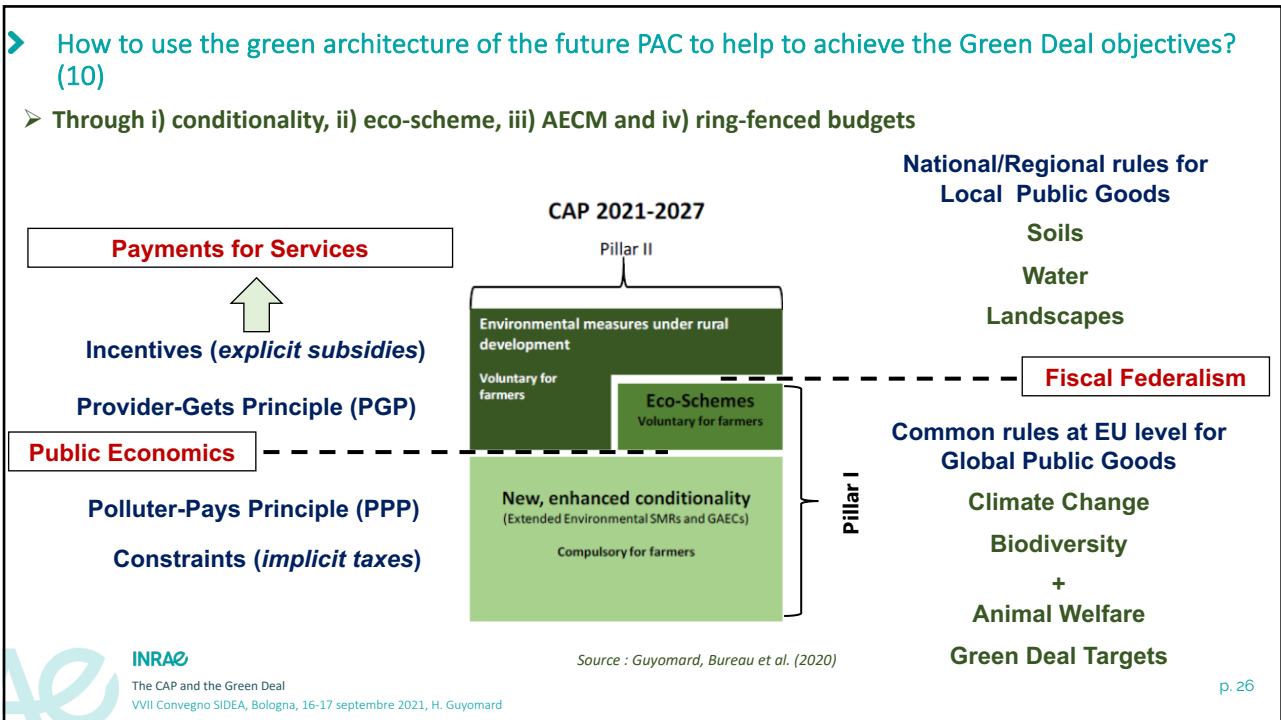 How to use the green architecture of the future PAC to help to achieve the Green Deal objectives?
(10)
➢ Through i) conditionality, ii) eco-scheme, iii) AECM and iv) ring-fenced budgets
Payments for Services
Incentives (explicit subsidies)
Provider-Gets Principle (PGP)
Public Economics
Polluter-Pays Principle (PPP)
Constraints (implicit taxes)
CAP 2021-2027
Pillar II
Environmental measures under rural
development
Voluntary for
farmers
Eco-Schemes
Voluntary for farmers
New, enhanced conditionality
(Extended Environmental SMRs and GAECs)
Compulsory for farmers
Pillar I
National/Regional rules for
Local Public Goods
Soils
Water
Landscapes
Fiscal Federalism
Common rules at EU level for
Global Public Goods
Climate Change
Biodiversity
+
Animal Welfare
Green Deal Targets
Source : Guyomard, Bureau et al. (2020)
INRAE
The CAP and the Green Deal
VVII Convegno SIDEA, Bologna, 16-17 septembre 2021, H. Guyomard
p. 26